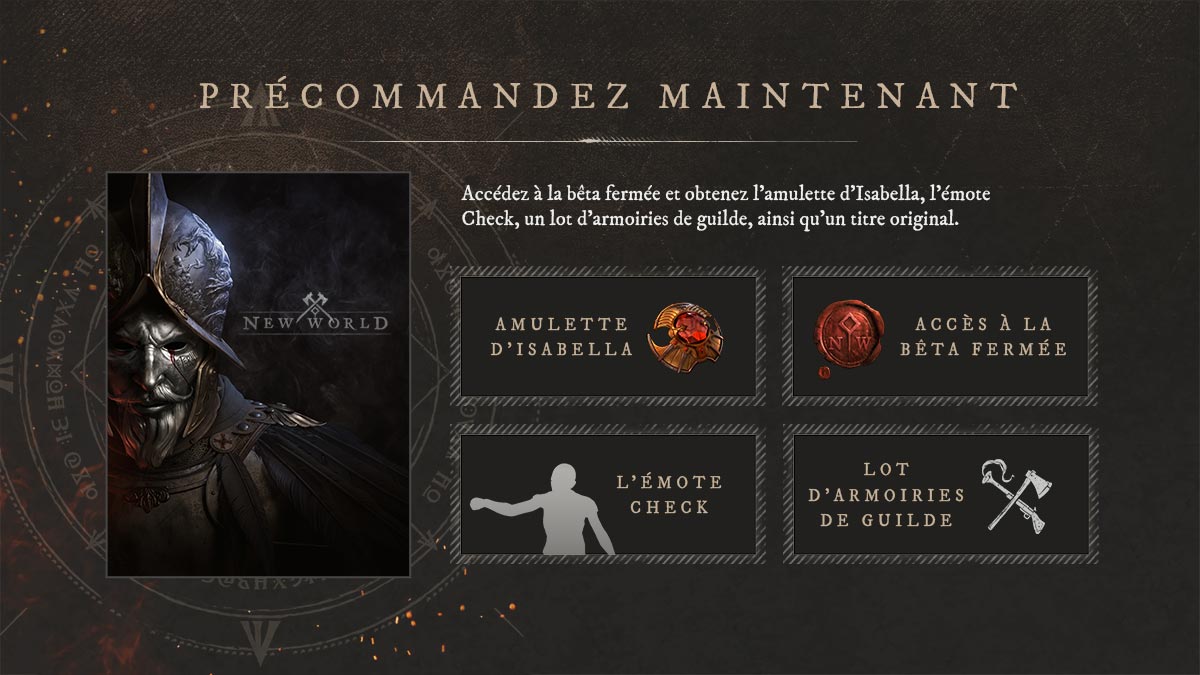 PRÉCOMMANDEZ MAINTENANT
Accédez à la bêta fermée et obtenez l'amulette d'Isabella, l'émote
Check, un lot d'armoiries de guilde, ainsi qu'un titre original.
NEW WORLD
AMULETTE
D'ISABELLA
N W
ACCÈS À LA
BÊTA FERMÉE
L'ÉMOTE
CHECK
LOT
D'ARMOIRIES
DE GUILDE